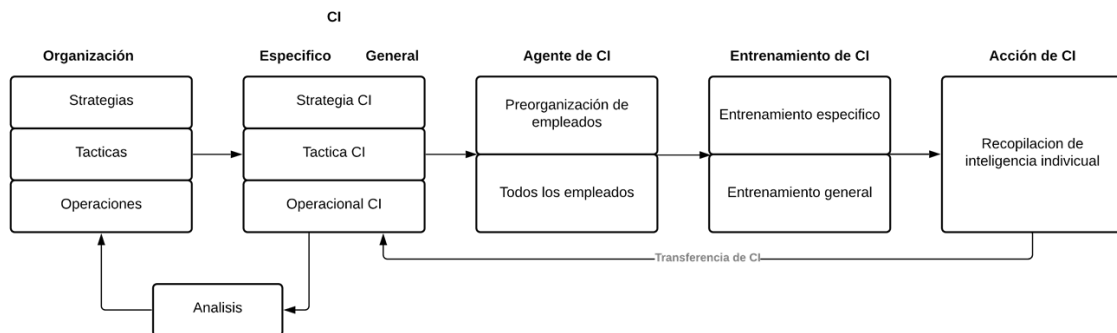 CI
Organización
Especifico
General
Agente de CI
Entrenamiento de CI
Acción de CI
Strategias
Tacticas
Operaciones
Strategia CI
Tactica CI
Operacional CI
Preorganización de
empleados
Todos los empleados
Entrenamiento especifico
Entrenamiento general
Recopilacion de
inteligencia indivicual
Transferencia de CI
Analisis